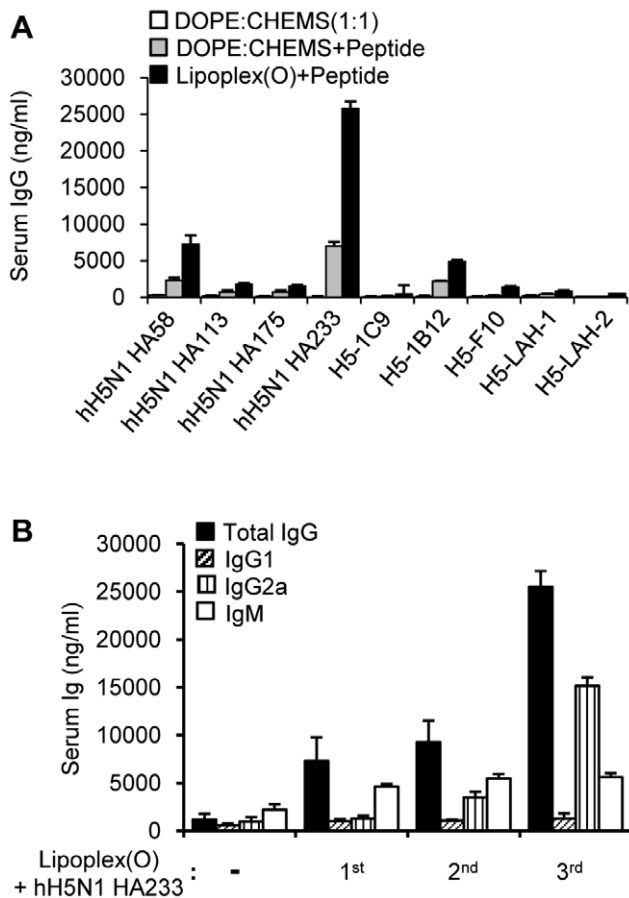 A
DOPE:CHEMS(1:1)
DOPE:CHEMS+Peptide
Lipoplex(O)+Peptide
Serum IgG (ng/ml)
30000
25000
20000
15000
10000
5000
0
hH5N1 HA58
hH5N1 HA113
hH5N1 HA175
hH5N1 HA233
H5-1C9
H5-1B12
H5-F10
H5-LAH-1
H5-LAH-2
B
Total IgG
IgG1
IgG2a
IgM
Serum Ig (ng/ml)
30000
25000
20000
15000
10000
5000
0
Lipoplex(O)
+ hH5N1 HA233 : - 1st 2nd 3rd